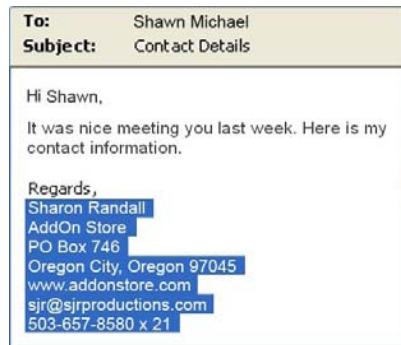 To: Shawn Michael
Subject: Contact Details
Hi Shawn,
It was nice meeting you last week. Here is my
contact information.
Regards,
Sharon Randall
AddOn Store
PO Box 746
Oregon City, Oregon 97045
www.addonstore.com
sjr@sjrproductions.com
503-657-8580 x 21